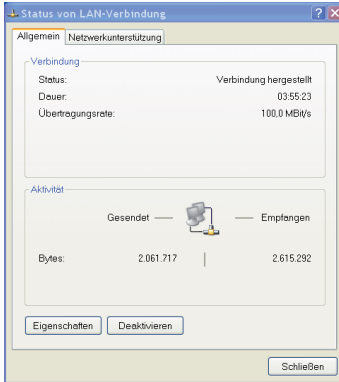 Status von LAN-Verbindung
Allgemein Netzwerkunterstützung
Verbindung
Status: Verbindung hergestellt
Dauer: 03:55:23
Übertragungsrate: 100,0 MBit/s
Aktivität
Gesendet — — Empfangen
Bytes: 2.061.717 | 2.615.292
Eigenschaften Deaktivieren
Schließen